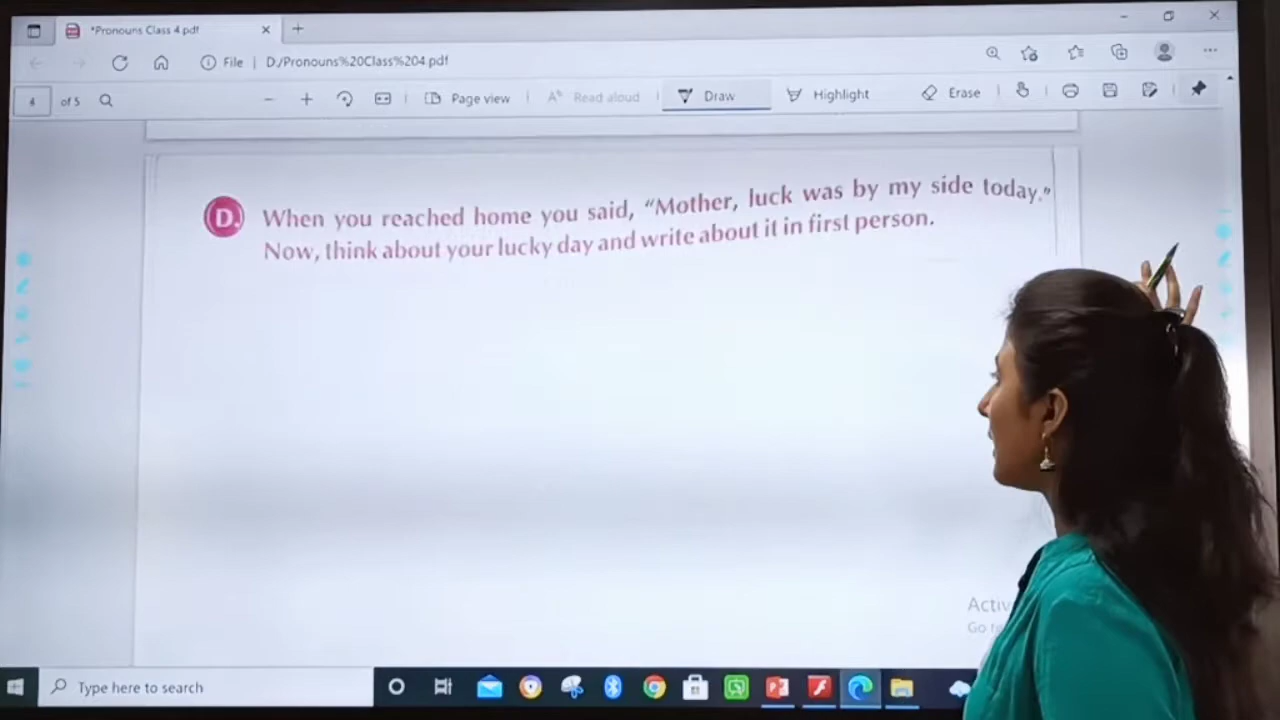 *Pronouns Class 4.pdf
File | D:/Pronouns%20Class%204.pdf
4 of 5 Page view Read aloud Draw Highlight Erase
D. When you reached home you said, “Mother, luck was by my side today.”
Now, think about your lucky day and write about it in first person.
Activ
Type here to search